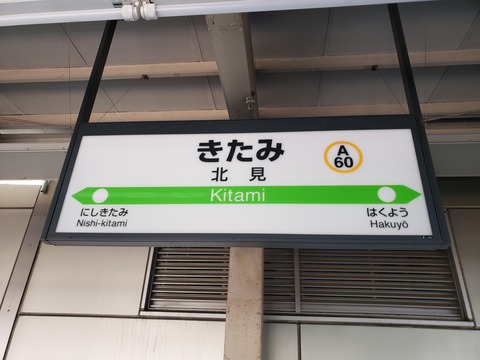 きたみ
北見
A
60
Kitami
にしきたみ
Nishi-kitami
はくよう
Hakuyō